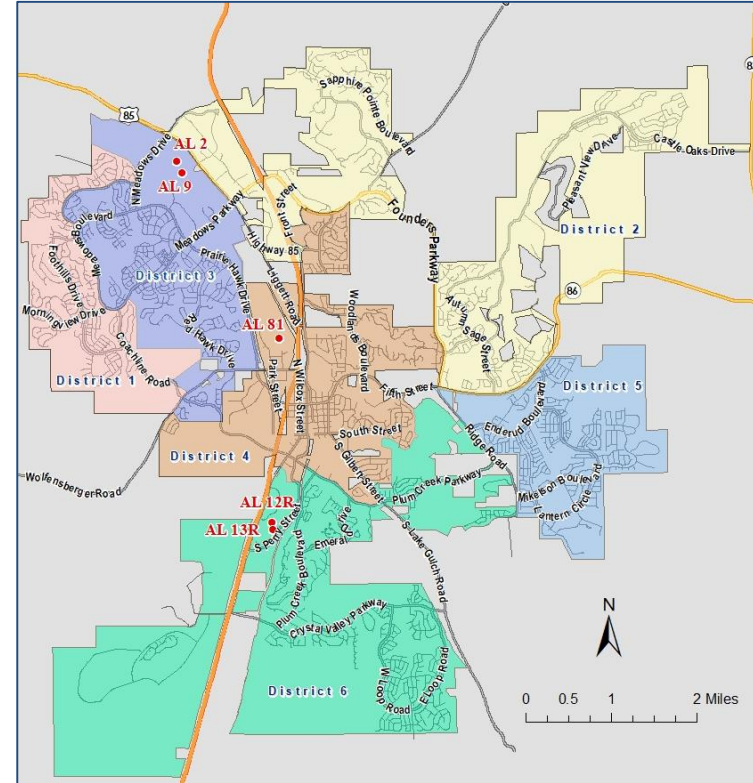 85
83
Sapphire Pointe Boulevard
Castle Oaks Drive
Pleasant View Drive
N Meadows Drive
AL 2
AL 9
Front Street
Founders Parkway
District 2
Meadows Parkway
Highway 85
Meadows Boulevard
Foothills Drive
District 3
Prairie Hawk Drive
Liggett Road
86
Morningview Drive
Red Hawk Drive
AL 81
Woodlands Boulevard
Autumn Sage Street
Coachline Road
Park Street
N Wilcox Street
District 1
Fifth Street
District 5
Enderud Boulevard
South Street
District 4
S Gilbert Street
Ridge Road
Wolfensberger Road
Plum Creek Parkway
Mikelson Boulevard
Lantern Circle
AL 12R
AL 13R
S Perry Street
Emerald Drive
S Lake Gulch Road
Plum Creek Boulevard
Crystal Valley Parkway
N
W Loop Road
E Loop Road
District 6
0 0.5 1 2 Miles